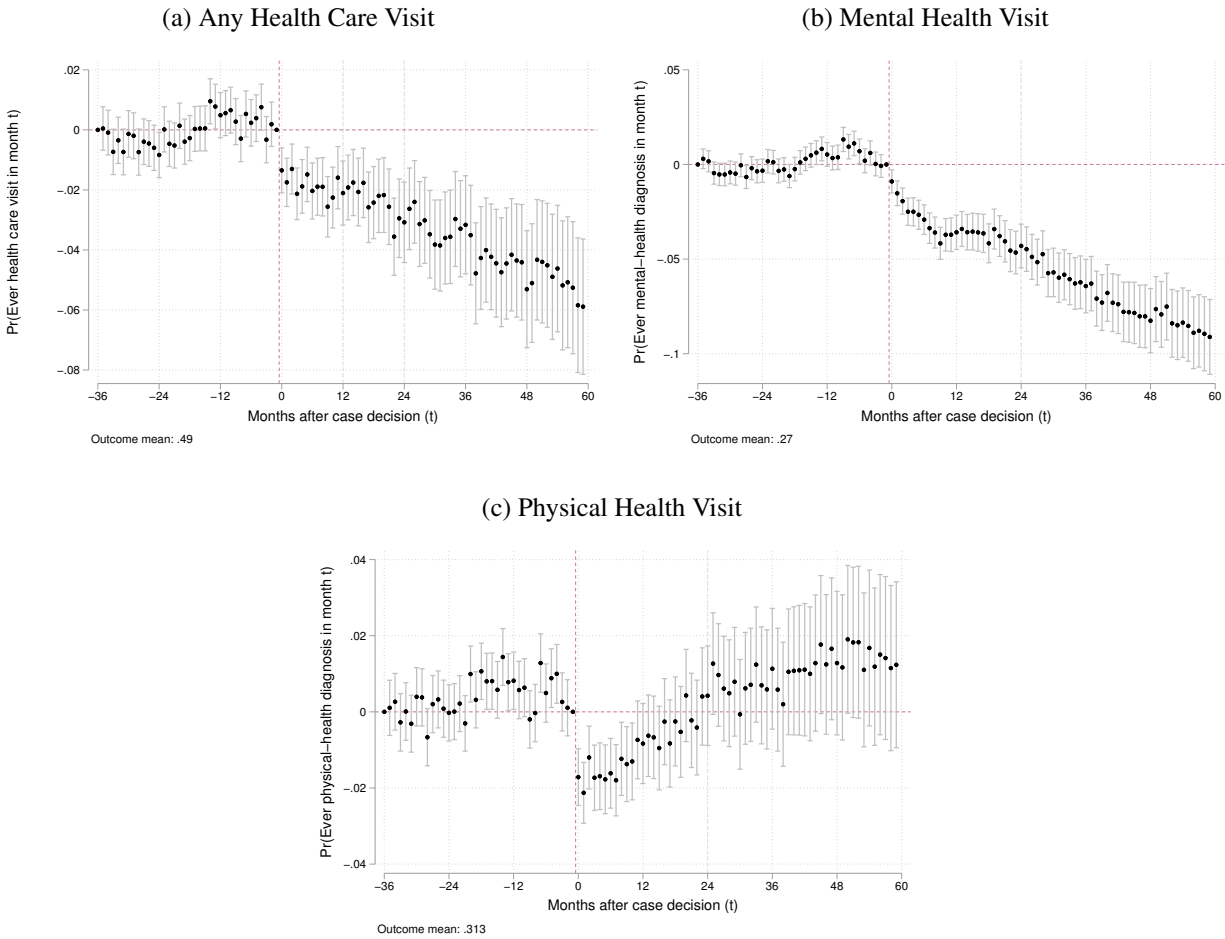 (a) Any Health Care Visit
Pr(Ever health care visit in month t)
.02
0
−.02
−.04
−.06
−.08
−36 −24 −12 0 12 24 36 48 60
Months after case decision (t)
Outcome mean: .49
(b) Mental Health Visit
Pr(Ever mental−health diagnosis in month t)
.05
0
−.05
−.1
−36 −24 −12 0 12 24 36 48 60
Months after case decision (t)
Outcome mean: .27
(c) Physical Health Visit
Pr(Ever physical−health diagnosis in month t)
.04
.02
0
−.02
−.04
−36 −24 −12 0 12 24 36 48 60
Months after case decision (t)
Outcome mean: .313